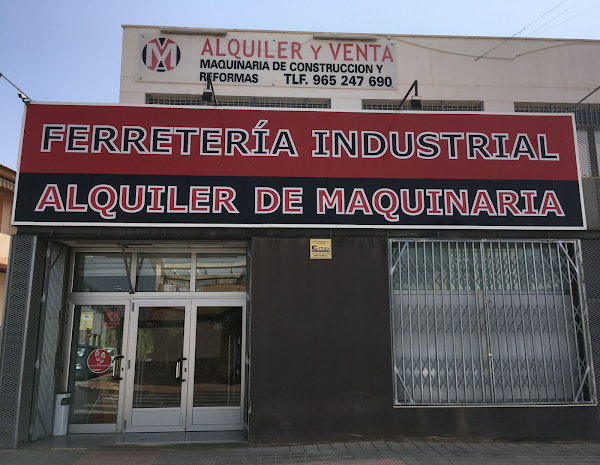 ALQUILER Y VENTA
MAQUINARIA DE CONSTRUCCION Y
REFORMAS TLF. 965 247 690
FERRETERÍA INDUSTRIAL
ALQUILER DE MAQUINARIA